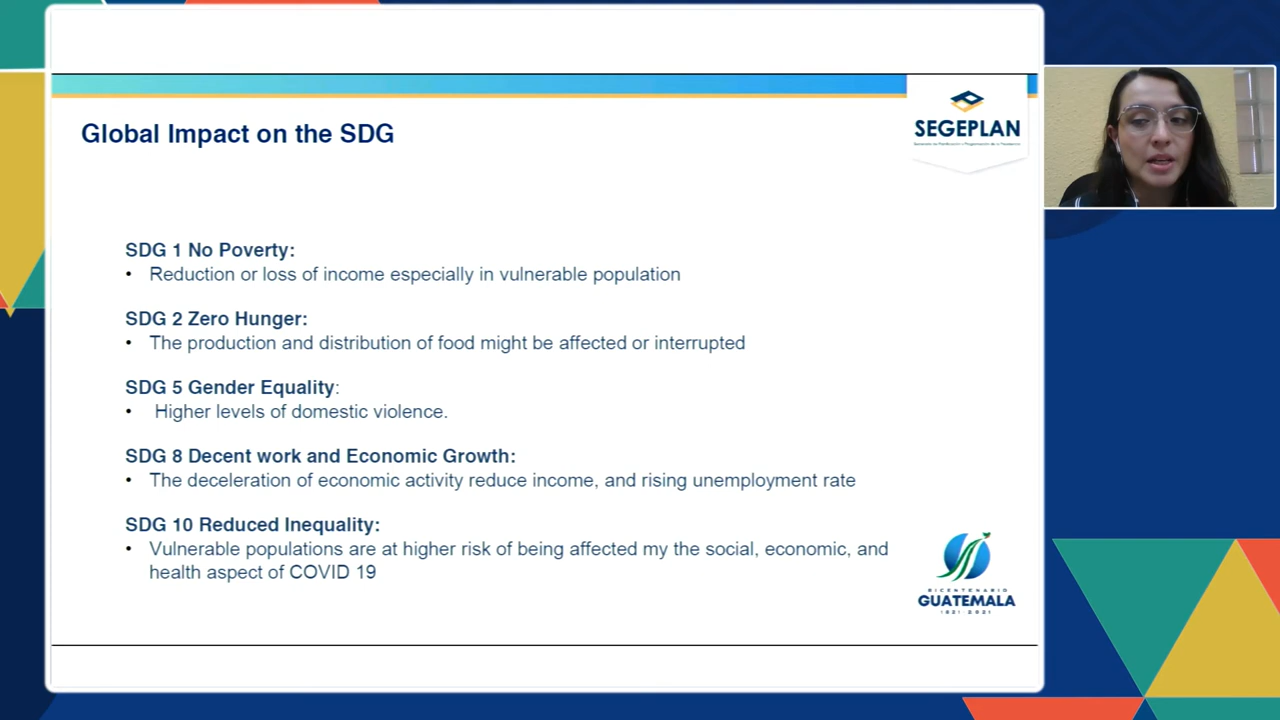 Global Impact on the SDG
SEGEPLAN
SDG 1 No Poverty:
• Reduction or loss of income especially in vulnerable population
SDG 2 Zero Hunger:
• The production and distribution of food might be affected or interrupted
SDG 5 Gender Equality:
• Higher levels of domestic violence.
SDG 8 Decent work and Economic Growth:
• The deceleration of economic activity reduce income, and rising unemployment rate
SDG 10 Reduced Inequality:
• Vulnerable populations are at higher risk of being affected my the social, economic, and
health aspect of COVID 19
BICENTENARIO
GUATEMALA
1821-2021